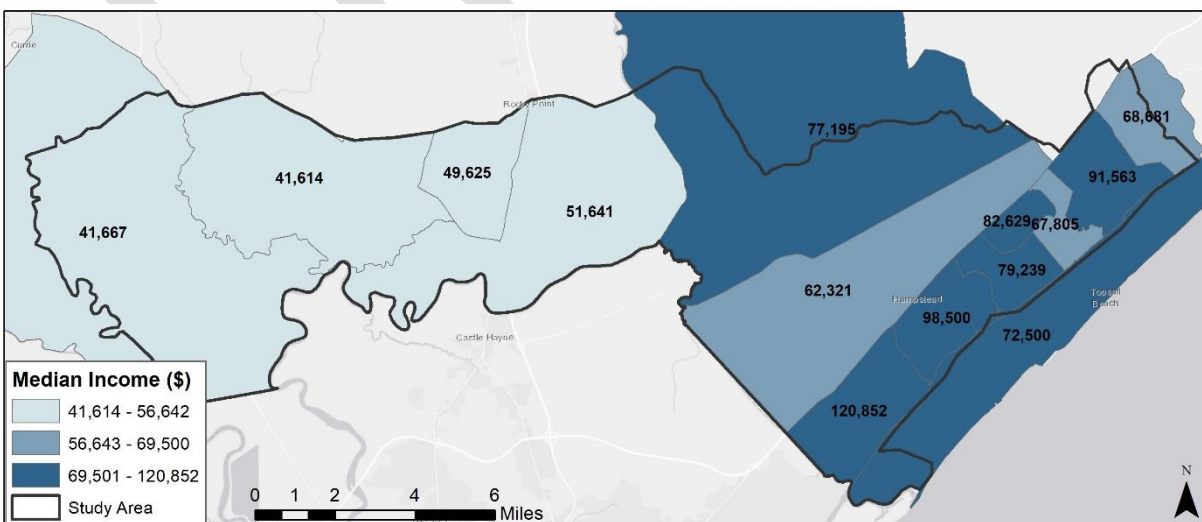 Currie
Rocky Point
77,195
68,681
41,614
49,625
91,563
51,641
82,629
67,805
41,667
79,239
62,321
Hampstead
Topsail
Beach
98,500
72,500
Castle Hayne
120,852
Median Income ($)
41,614 - 56,642
56,643 - 69,500
69,501 - 120,852
Study Area
0 1 2 4 6
Miles
N